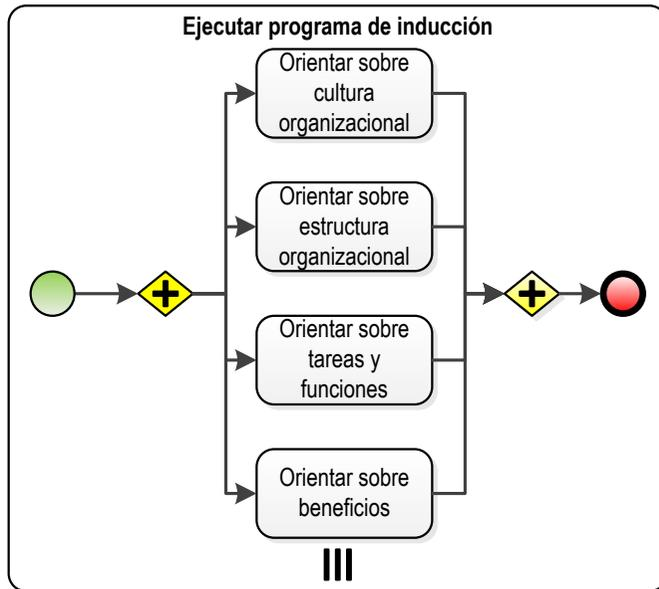 Ejecutar programa de inducción
Orientar sobre
cultura
organizacional
Orientar sobre
estructura
organizacional
Orientar sobre
tareas y
funciones
Orientar sobre
beneficios